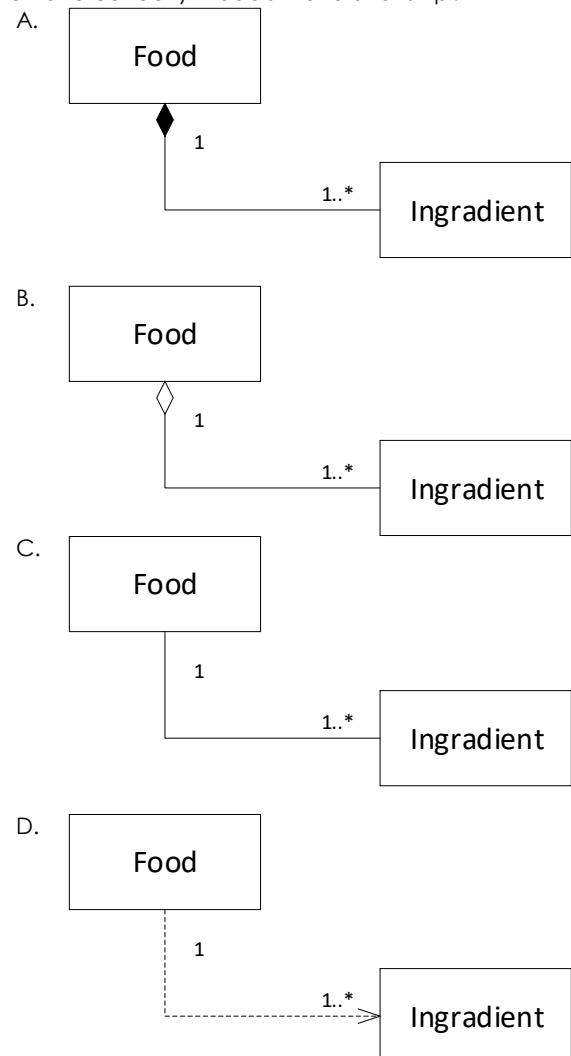 A.
Food
1
1..*
Ingradient
B.
Food
1
1..*
Ingradient
C.
Food
1
1..*
Ingradient
D.
Food
1
1..*
Ingradient